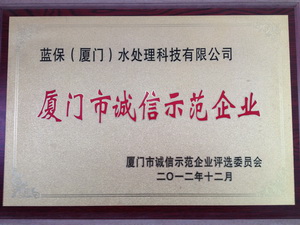 蓝保（厦门）水处理科技有限公司
厦门市诚信示范企业
厦门市诚信示范企业评选委员会
二〇一二年十二月